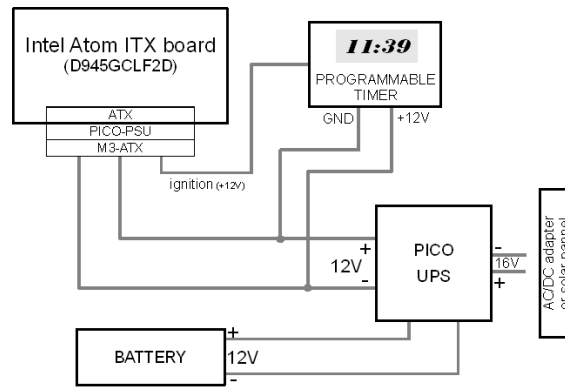 Intel Atom ITX board
(D945GCLF2D)
ATX
PICO-PSU
M3-ATX
ignition (+12V)
11:39
PROGRAMMABLE
TIMER
GND
+12V
+
12V
-
PICO
UPS
-
16V
+
AC/DC adapter
or solar pannel
BATTERY
+
12V
-